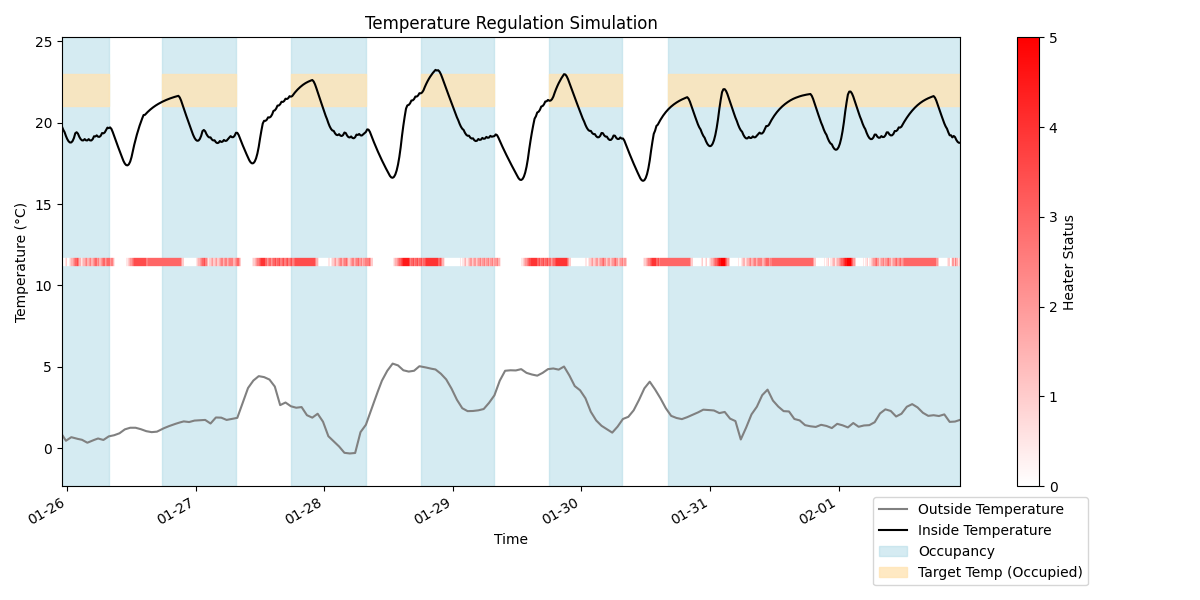 Temperature Regulation Simulation
25
20
15
10
5
0
Temperature (°C)
01-26
01-27
01-28
01-29
01-30
01-31
02-01
Time
5
4
3
2
1
0
Heater Status
Outside Temperature
Inside Temperature
Occupancy
Target Temp (Occupied)